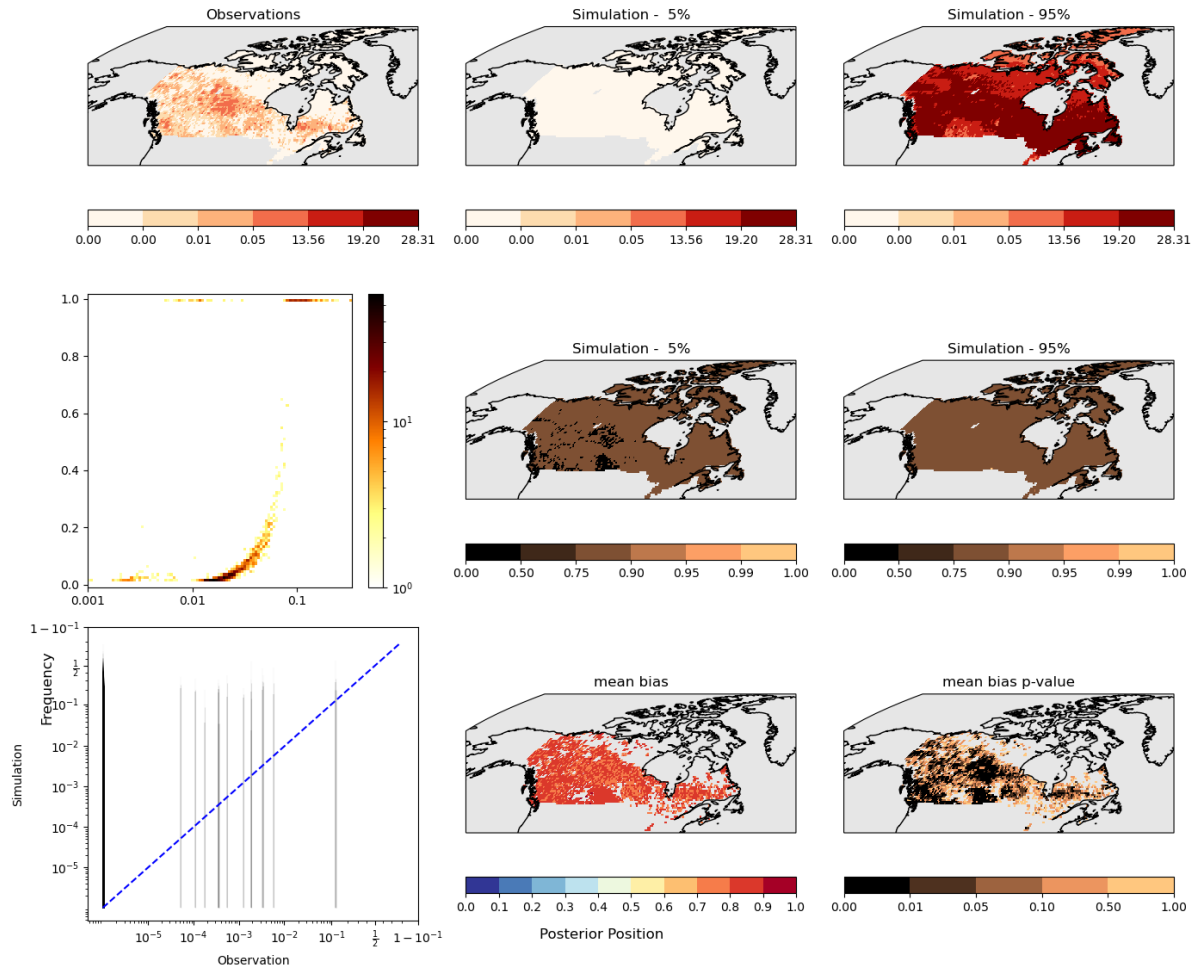 Observations
Simulation -  5%
Simulation - 95%
0.00 0.00 0.01 0.05 13.56 19.20 28.31
0.00 0.00 0.01 0.05 13.56 19.20 28.31
0.00 0.00 0.01 0.05 13.56 19.20 28.31
1.0
0.8
0.6
0.4
0.2
0.0
0.001 0.01 0.1
10¹
10⁰
Simulation -  5%
Simulation - 95%
0.00 0.50 0.75 0.90 0.95 0.99 1.00
0.00 0.50 0.75 0.90 0.95 0.99 1.00
Frequency
Simulation
1 − 10⁻¹
½
10⁻¹
10⁻²
10⁻³
10⁻⁴
10⁻⁵
10⁻⁵ 10⁻⁴ 10⁻³ 10⁻² 10⁻¹ ½ 1 − 10⁻¹
Observation
mean bias
mean bias p-value
0.0 0.1 0.2 0.3 0.4 0.5 0.6 0.7 0.8 0.9 1.0
0.00 0.01 0.05 0.10 0.50 1.00
Posterior Position